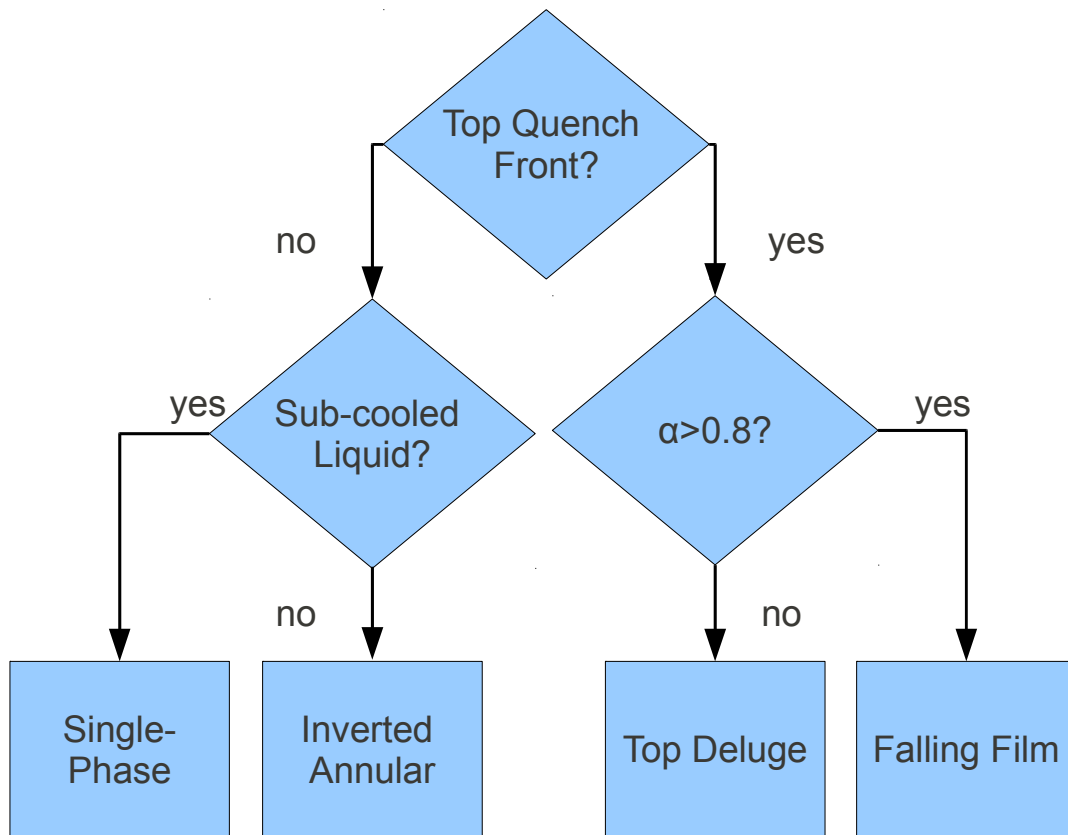 Top Quench
Front?
no
yes
yes
Sub-cooled
Liquid?
α>0.8?
yes
no
no
Single-
Phase
Inverted
Annular
Top Deluge
Falling Film